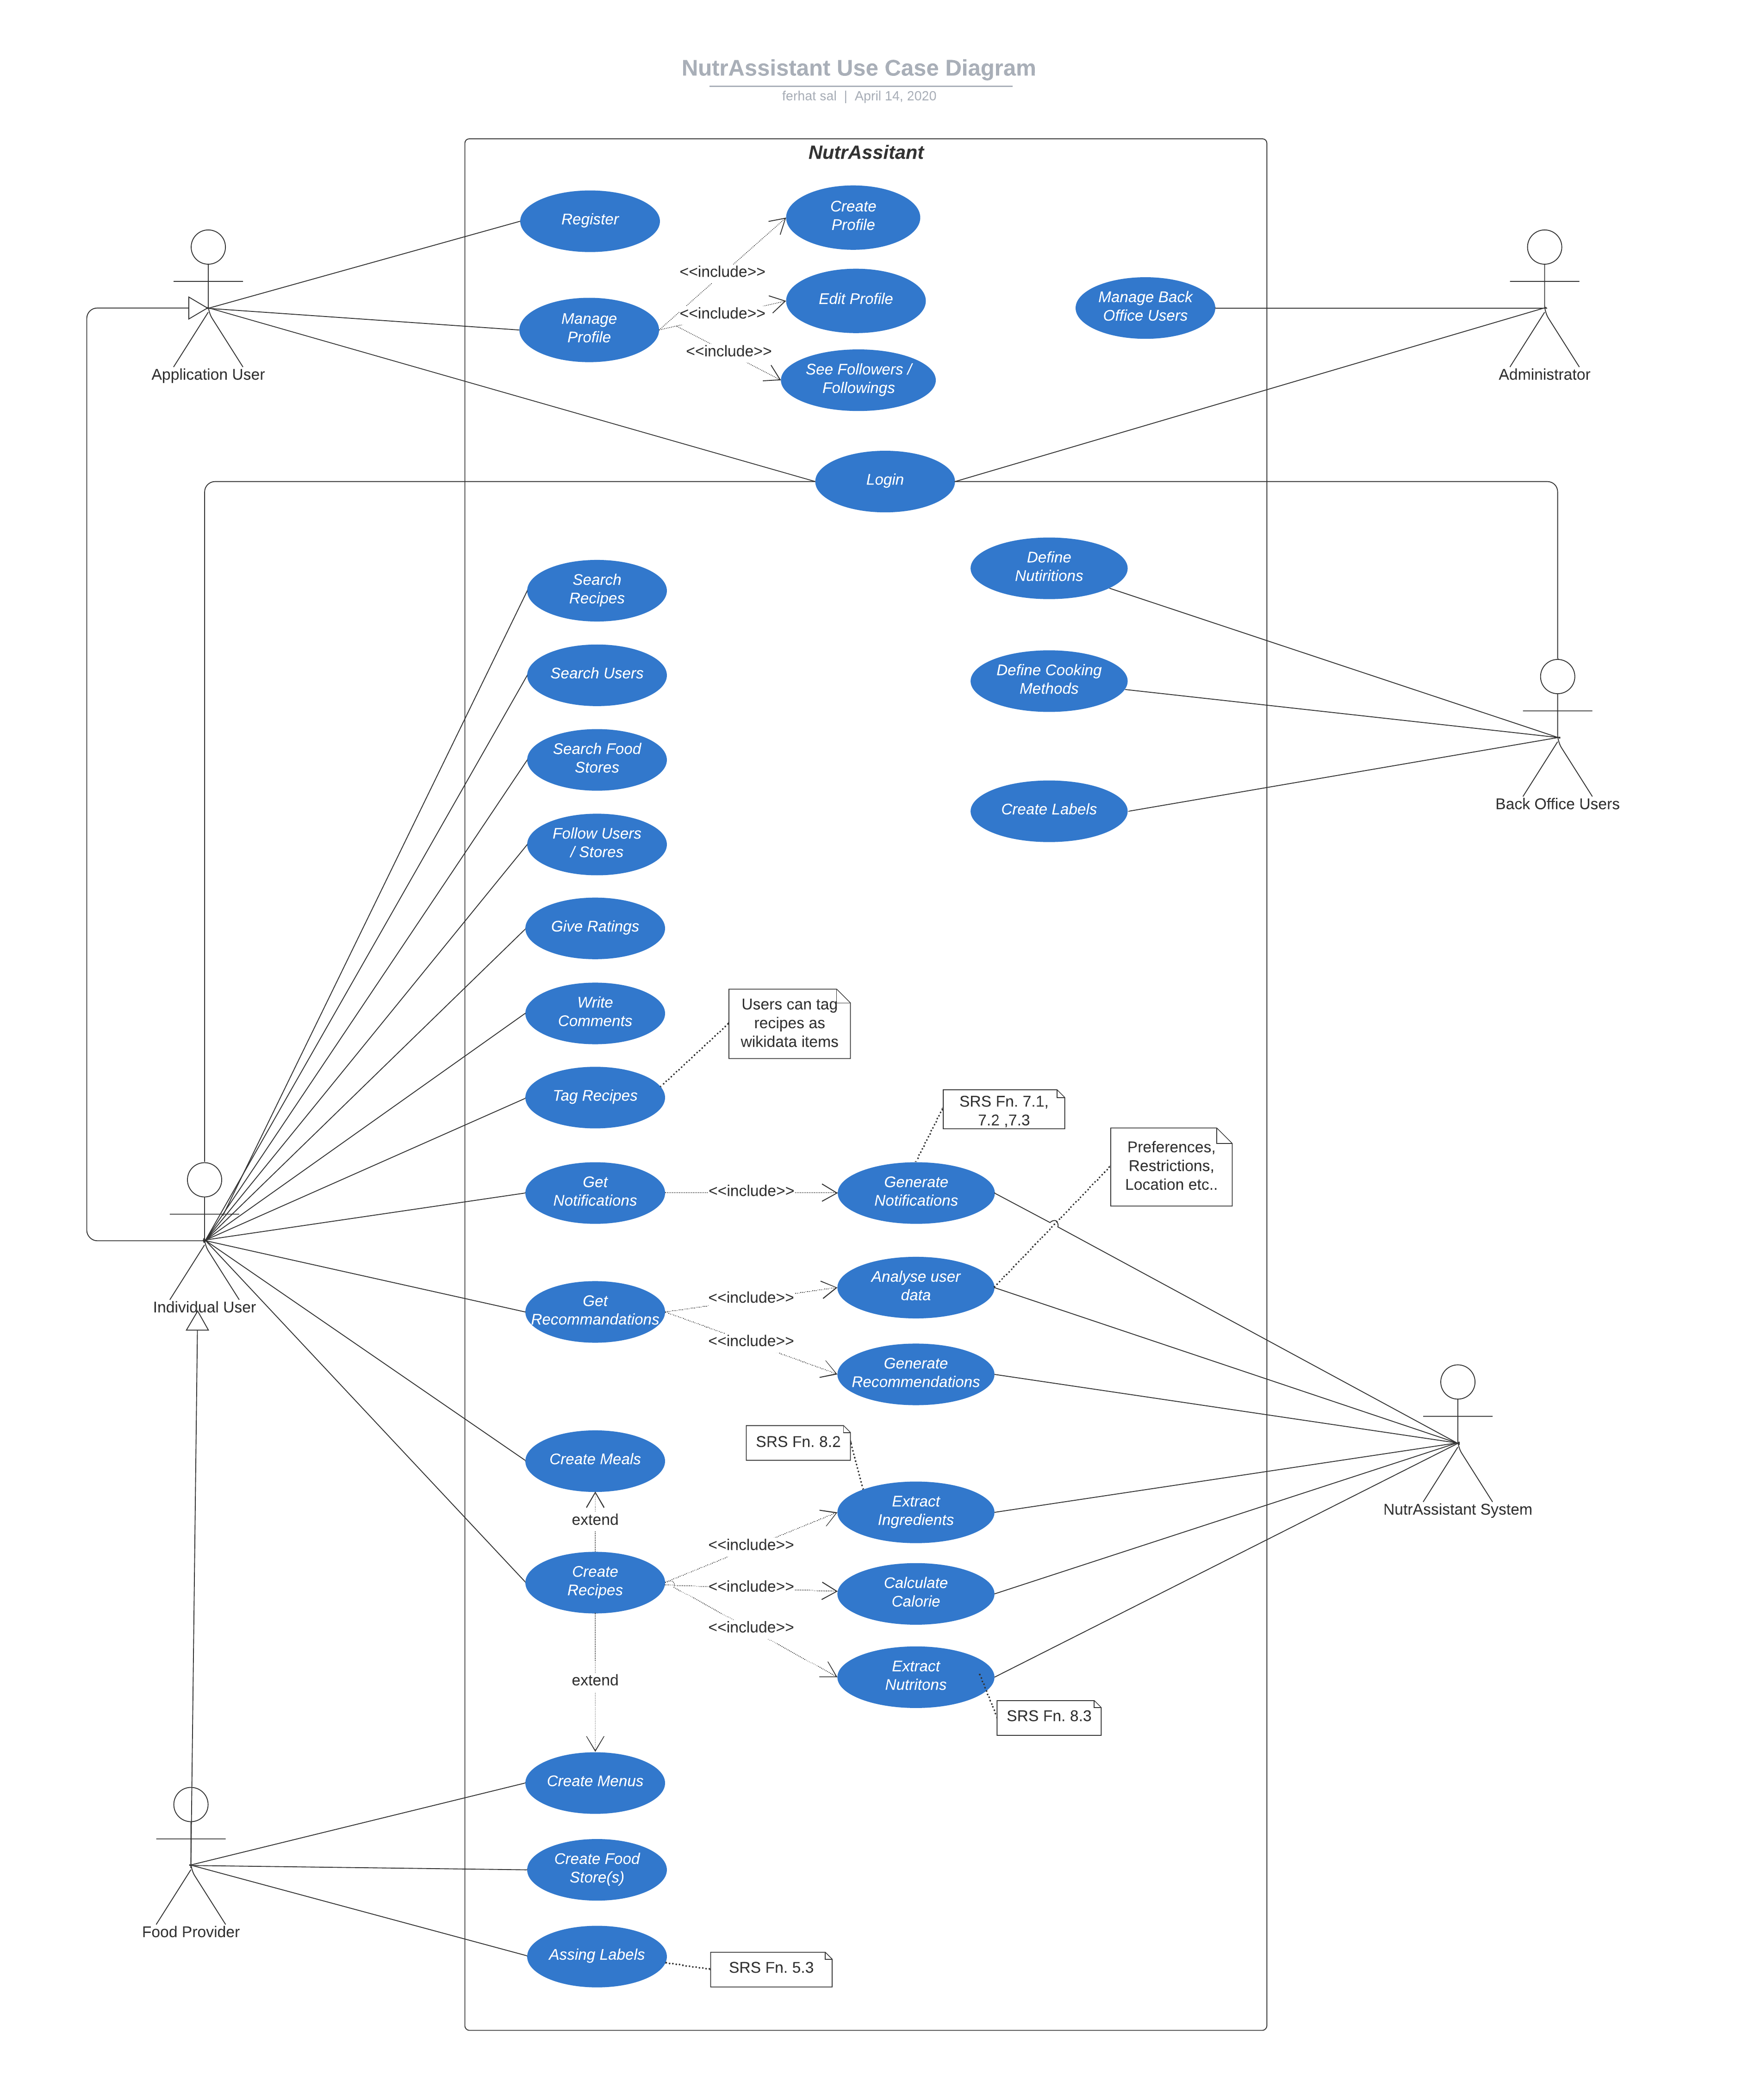 NutrAssistant Use Case Diagram
ferhat sal | April 14, 2020
NutrAssitant
Register
Create
Profile
<<include>>
Manage
Profile
<<include>>
Edit Profile
<<include>>
See Followers /
Followings
Manage Back
Office Users
Application User
Administrator
Login
Search
Recipes
Define
Nutiritions
Search Users
Define Cooking
Methods
Search Food
Stores
Create Labels
Back Office Users
Follow Users
/ Stores
Give Ratings
Write
Comments
Users can tag
recipes as
wikidata items
Tag Recipes
SRS Fn. 7.1,
7.2 ,7.3
Preferences,
Restrictions,
Location etc..
Get
Notifications
<<include>>
Generate
Notifications
Individual User
Get
Recommandations
<<include>>
Analyse user
data
<<include>>
Generate
Recommendations
SRS Fn. 8.2
Create Meals
NutrAssistant System
extend
Extract
Ingredients
<<include>>
Create
Recipes
<<include>>
Calculate
Calorie
<<include>>
extend
Extract
Nutritons
SRS Fn. 8.3
Create Menus
Create Food
Store(s)
Food Provider
Assing Labels
SRS Fn. 5.3